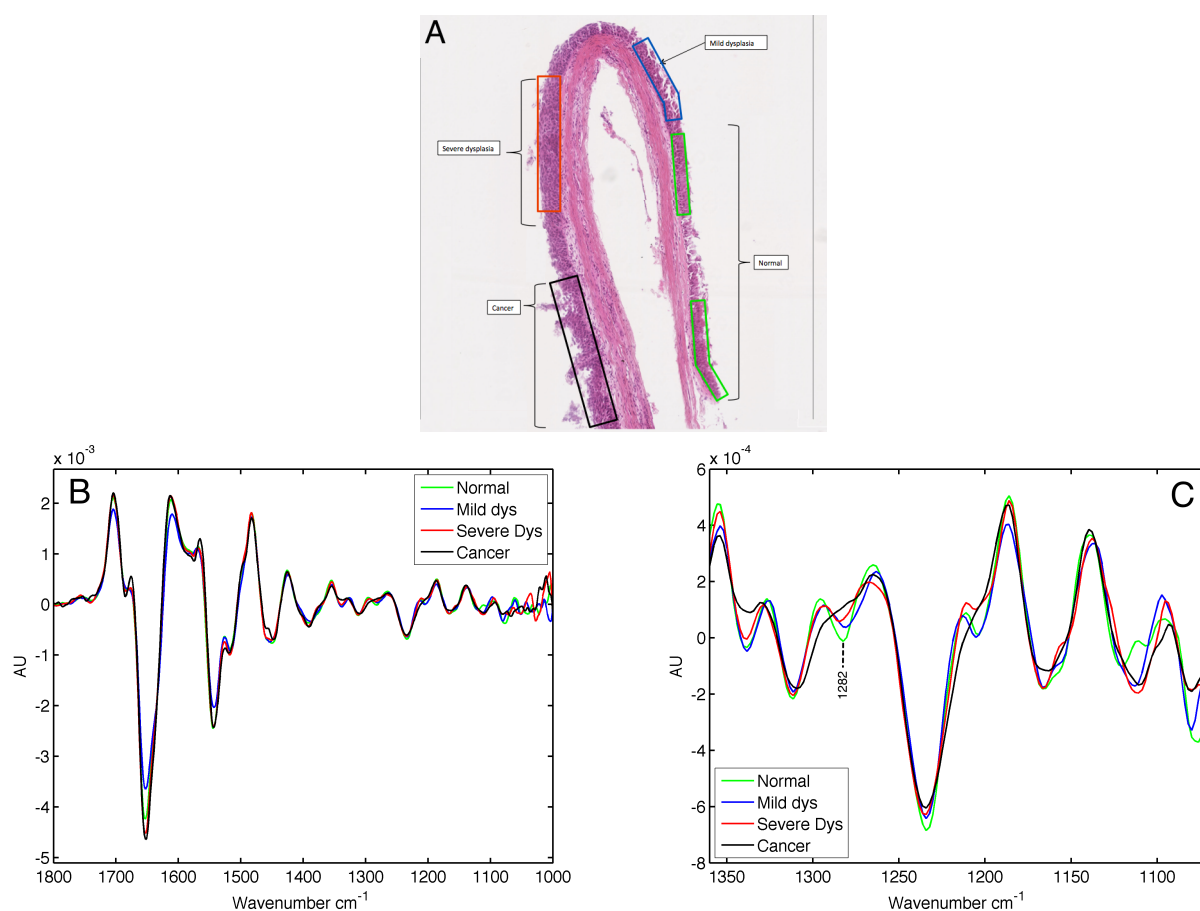 A
Mild dysplasia
Severe dysplasia
Normal
Cancer
x 10⁻³
B
Normal
Mild dys
Severe Dys
Cancer
2
1
0
-1
-2
-3
-4
-5
AU
1800 1700 1600 1500 1400 1300 1200 1100 1000
Wavenumber cm⁻¹
x 10⁻⁴
C
6
4
2
0
-2
-4
-6
-8
AU
1282
Normal
Mild dys
Severe Dys
Cancer
1350 1300 1250 1200 1150 1100
Wavenumber cm⁻¹